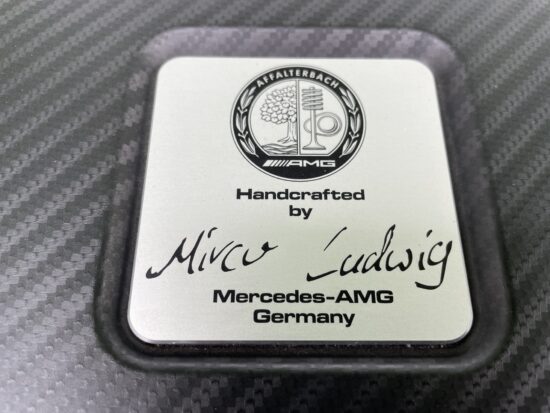 AFFALTERBACH
AMG
Handcrafted
by
Mirco Ludwig
Mercedes-AMG
Germany